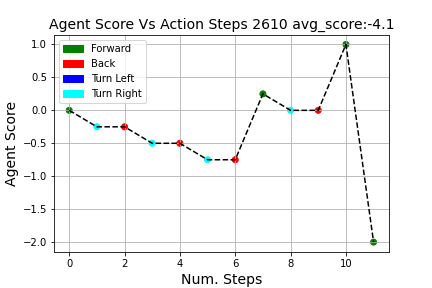 Agent Score Vs Action Steps 2610 avg_score:-4.1
Forward
Back
Turn Left
Turn Right
1.0
0.5
0.0
−0.5
−1.0
−1.5
−2.0
Agent Score
0 2 4 6 8 10
Num. Steps